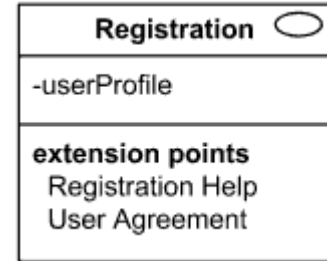 Registration
-userProfile
extension points
Registration Help
User Agreement